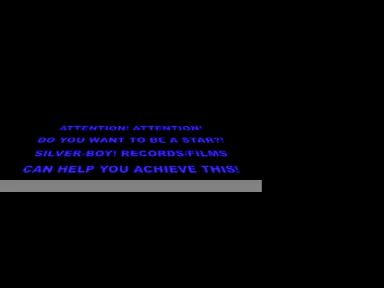 ATTENTION! ATTENTION!
DO YOU WANT TO BE A STAR?!
SILVER-BOY! RECORDS/FILMS
CAN HELP YOU ACHIEVE THIS!